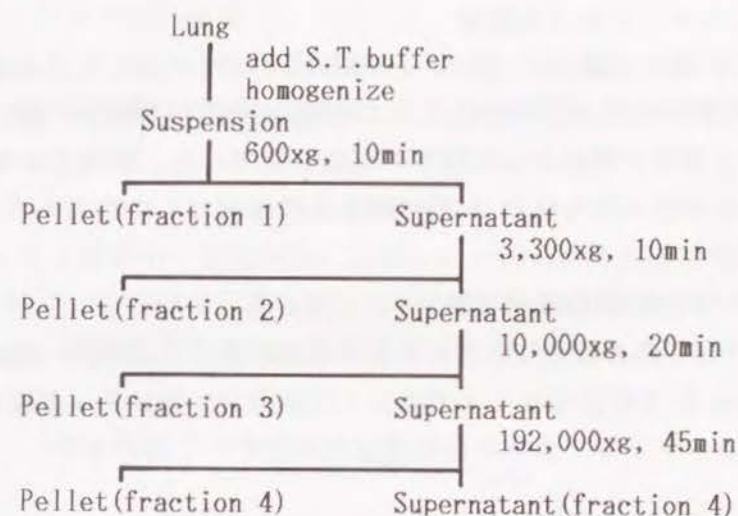 Lung
add S.T.buffer
homogenize
Suspension
600xg, 10min
Pellet(fraction 1) Supernatant
3,300xg, 10min
Pellet(fraction 2) Supernatant
10,000xg, 20min
Pellet(fraction 3) Supernatant
192,000xg, 45min
Pellet(fraction 4) Supernatant(fraction 4)